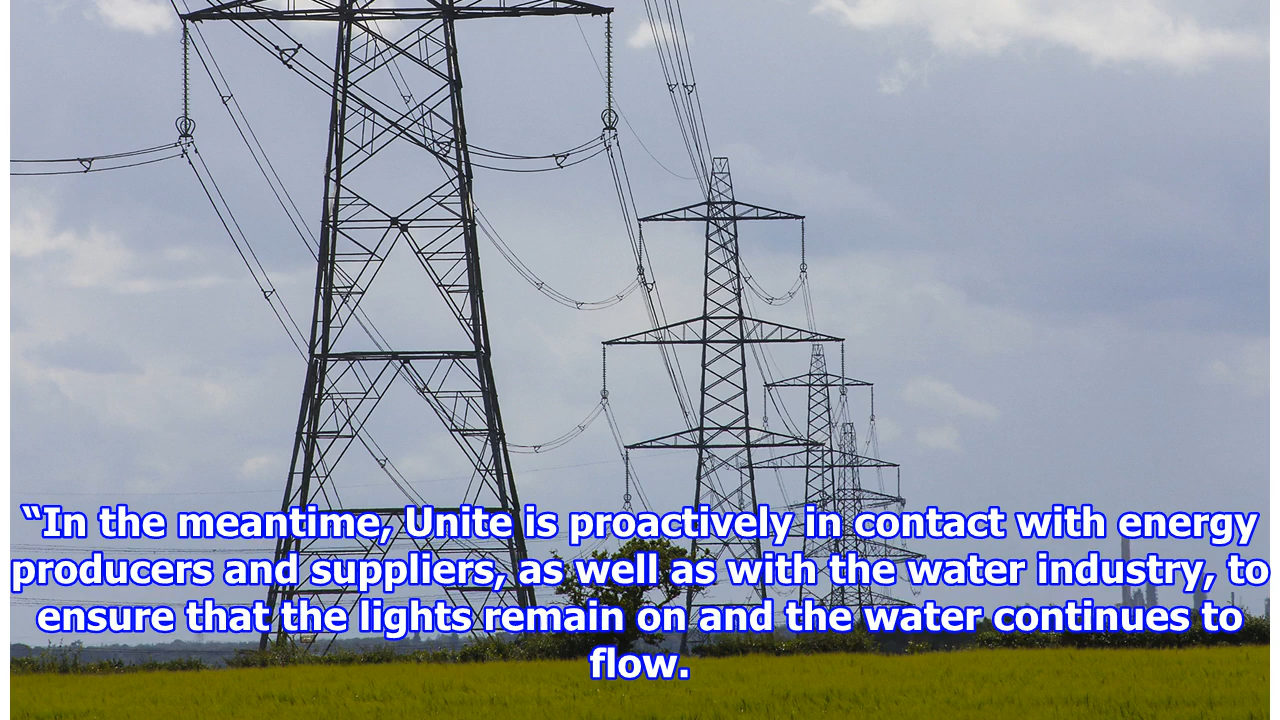 “In the meantime, Unite is proactively in contact with energy
producers and suppliers, as well as with the water industry, to
ensure that the lights remain on and the water continues to
flow.